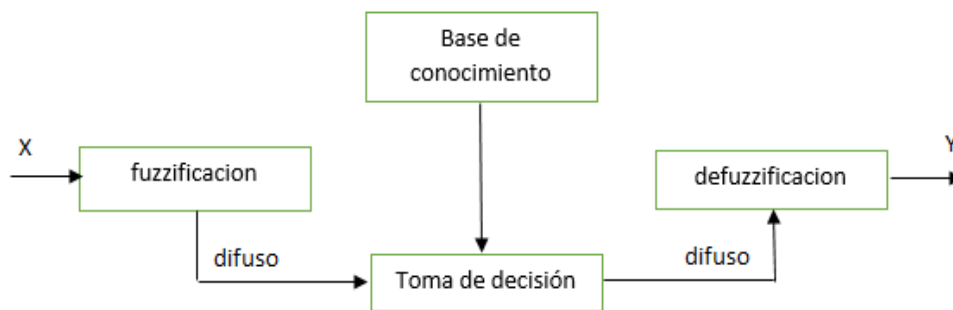 Base de
conocimiento
X
fuzzificacion
Y
defuzzificacion
difuso
Toma de decisión
difuso